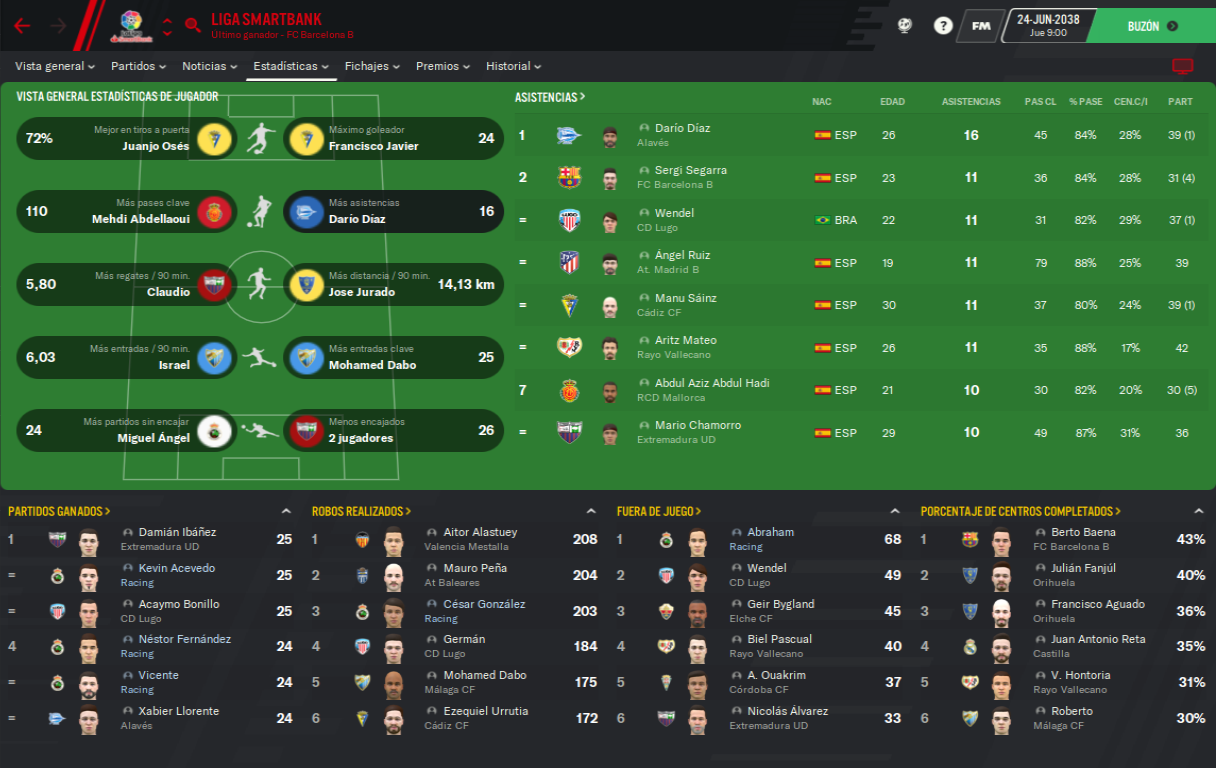 LIGA SMARTBANK
Último ganador - FC Barcelona B
?
FM
24-JUN-2038
Jue 9:00
BUZÓN
Vista general Partidos Noticias Estadísticas Fichajes Premios Historial
VISTA GENERAL ESTADÍSTICAS DE JUGADOR
72% Mejor en tiros a puerta
Juanjo Osés
Máximo goleador
Francisco Javier 24
110 Más pases clave
Mehdi Abdellaoui
Más asistencias
Darío Díaz 16
5,80 Más regates / 90 min.
Claudio
Más distancia / 90 min.
Jose Jurado 14,13 km
6,03 Más entradas / 90 min.
Israel
Más entradas clave
Mohamed Dabo 25
24 Más partidos sin encajar
Miguel Ángel
Menos encajados
2 jugadores 26
ASISTENCIAS > NAC EDAD ASISTENCIAS PAS CL % PASE CEN.C/I PART
1 Darío Díaz ESP 26 16 45 84% 28% 39 (1)
Alavés
2 Sergi Segarra ESP 23 11 36 84% 28% 31 (4)
FC Barcelona B
= Wendel BRA 22 11 31 82% 29% 37 (1)
CD Lugo
= Ángel Ruiz ESP 19 11 79 88% 25% 39
At. Madrid B
= Manu Sáinz ESP 30 11 37 80% 24% 39 (1)
Cádiz CF
= Aritz Mateo ESP 26 11 35 88% 17% 42
Rayo Vallecano
7 Abdul Aziz Abdul Hadi ESP 21 10 30 82% 20% 30 (5)
RCD Mallorca
= Mario Chamorro ESP 29 10 49 87% 31% 36
Extremadura UD
PARTIDOS GANADOS >
1 Damián Ibáñez 25
Extremadura UD
= Kevin Acevedo 25
Racing
= Acaymo Bonillo 25
CD Lugo
4 Néstor Fernández 24
Racing
= Vicente 24
Racing
= Xabier Llorente 24
Alavés
ROBOS REALIZADOS >
1 Aitor Alastuey 208
Valencia Mestalla
2 Mauro Peña 204
At Baleares
3 César González 203
Racing
4 Germán 184
CD Lugo
5 Mohamed Dabo 175
Málaga CF
6 Ezequiel Urrutia 172
Cádiz CF
FUERA DE JUEGO >
1 Abraham 68
Racing
2 Wendel 49
CD Lugo
3 Geir Bygland 45
Elche CF
4 Biel Pascual 40
Rayo Vallecano
5 A. Ouakrim 37
Córdoba CF
6 Nicolás Álvarez 33
Extremadura UD
PORCENTAJE DE CENTROS COMPLETADOS >
1 Berto Baena 43%
FC Barcelona B
2 Julián Fanjúl 40%
Orihuela
3 Francisco Aguado 36%
Orihuela
4 Juan Antonio Reta 35%
Castilla
5 V. Hontoria 31%
Rayo Vallecano
6 Roberto 30%
Málaga CF